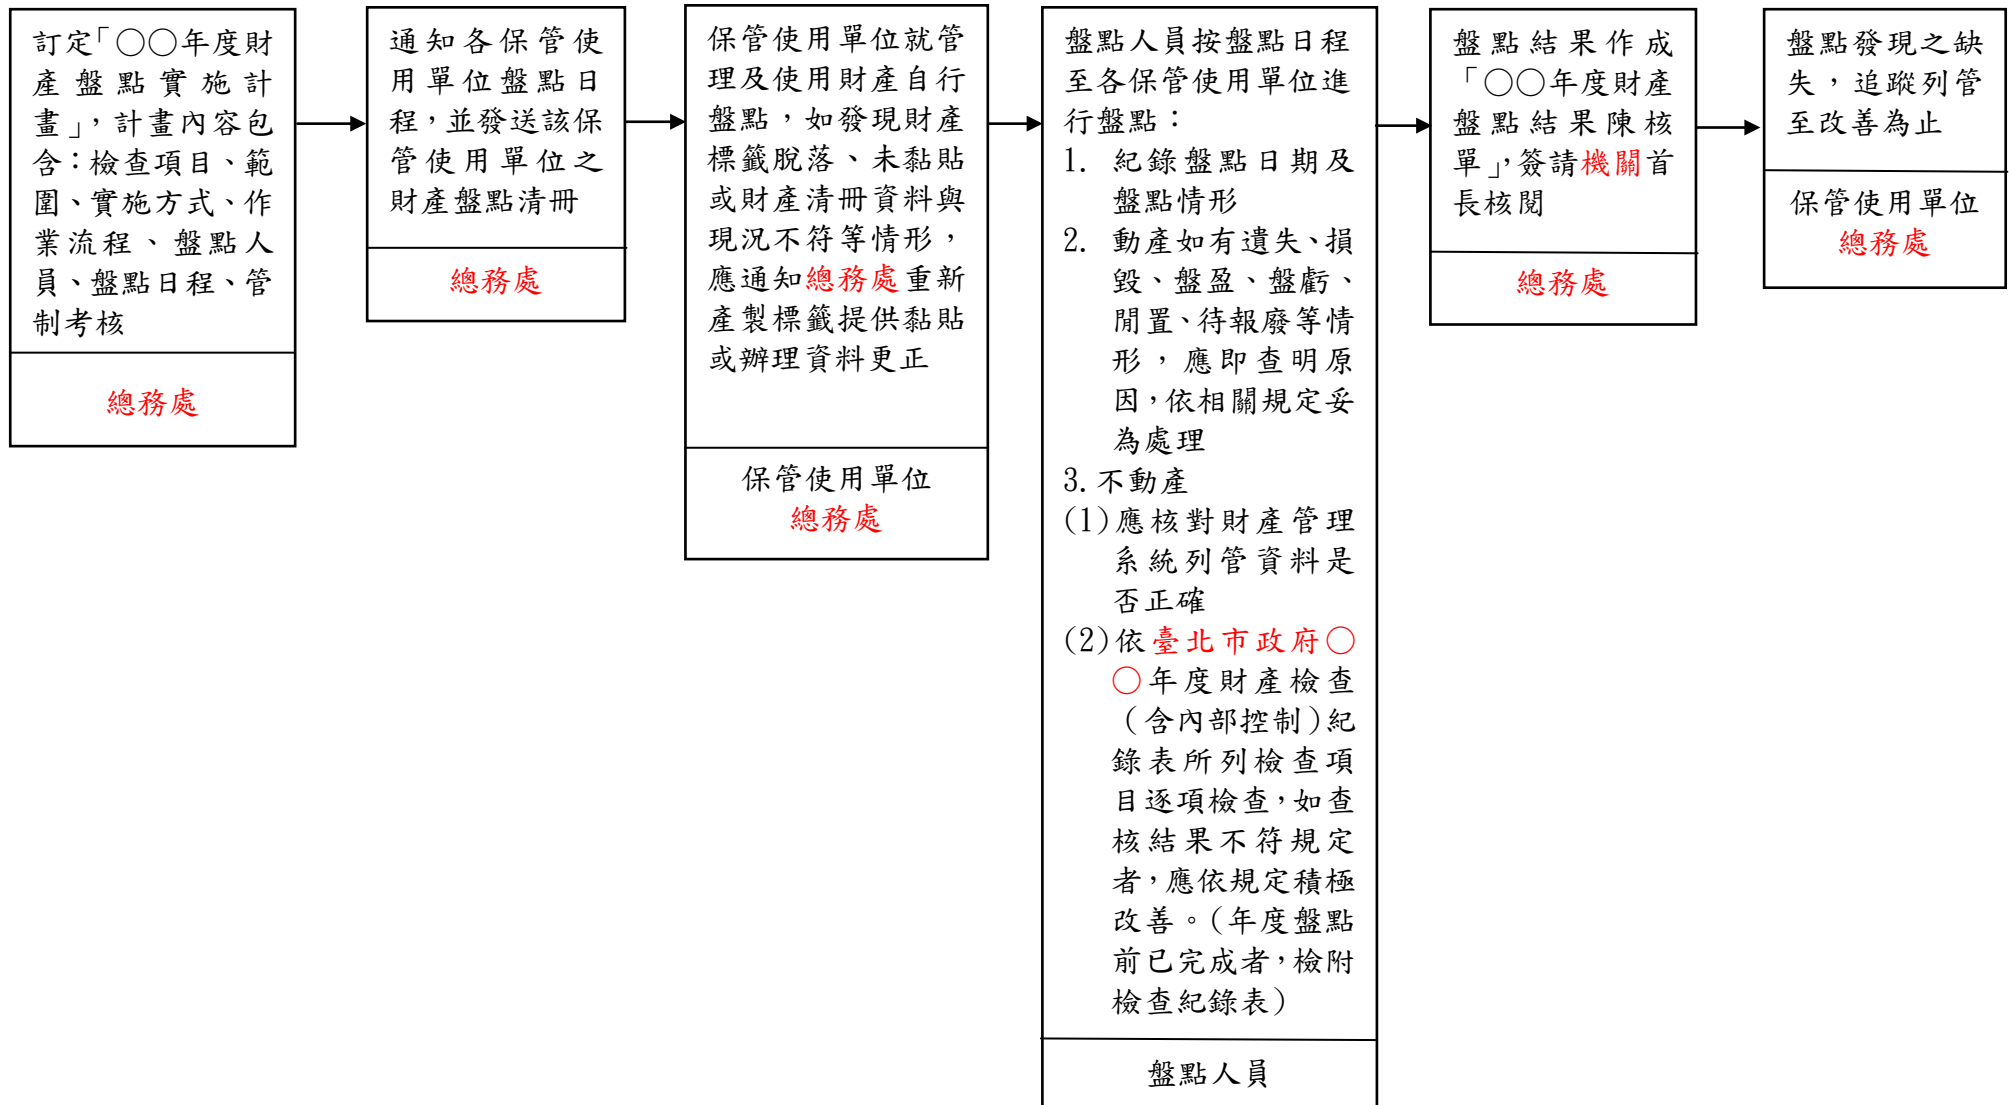 訂定「○○年度財
產盤點實施計
畫」，計畫內容包
含：檢查項目、範
圍、實施方式、作
業流程、盤點人
員、盤點日程、管
制考核
總務處
通知各保管使
用單位盤點日
程，並發送該保
管使用單位之
財產盤點清冊
總務處
保管使用單位就管
理及使用財產自行
盤點，如發現財產
標籤脫落、未黏貼
或財產清冊資料與
現況不符等情形，
應通知總務處重新
產製標籤提供黏貼
或辦理資料更正
保管使用單位
總務處
盤點人員按盤點日程
至各保管使用單位進
行盤點：
1. 紀錄盤點日期及
盤點情形
2. 動產如有遺失、損
毀、盤盈、盤虧、
閒置、待報廢等情
形，應即查明原
因，依相關規定妥
為處理
3.不動產
(1)應核對財產管理
系統列管資料是
否正確
(2)依臺北市政府○
○年度財產檢查
（含內部控制）紀
錄表所列檢查項
目逐項檢查，如查
核結果不符規定
者，應依規定積極
改善。（年度盤點
前已完成者，檢附
檢查紀錄表）
盤點人員
盤點結果作成
「○○年度財產
盤點結果陳核
單」，簽請機關首
長核閱
總務處
盤點發現之缺
失，追蹤列管
至改善為止
保管使用單位
總務處